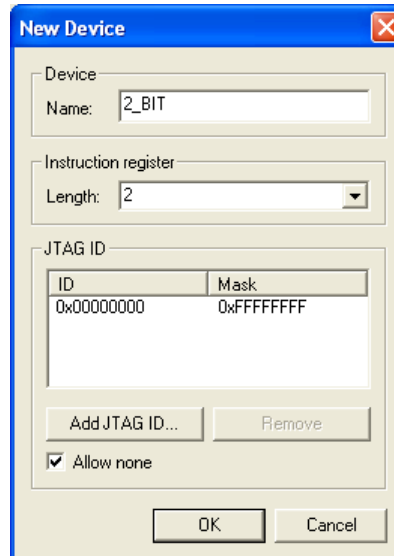 New Device
Device
Name: 2_BIT
Instruction register
Length: 2
JTAG ID
ID Mask
0x00000000 0xFFFFFFFF
Add JTAG ID... Remove
Allow none
OK Cancel